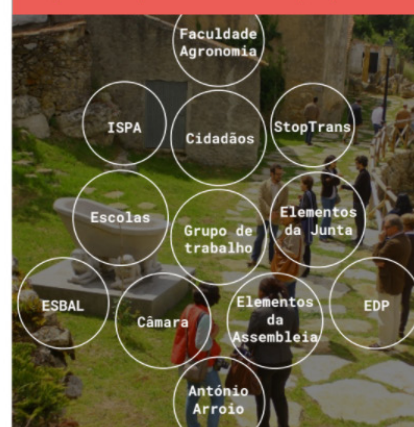 Faculdade
Agronomia
ISPA
Cidadãos
StopTrans
Escolas
Grupo de
trabalho
Elementos
da Junta
ESBAL
Câmara
Elementos
da
Assembleia
EDP
António
Arroio